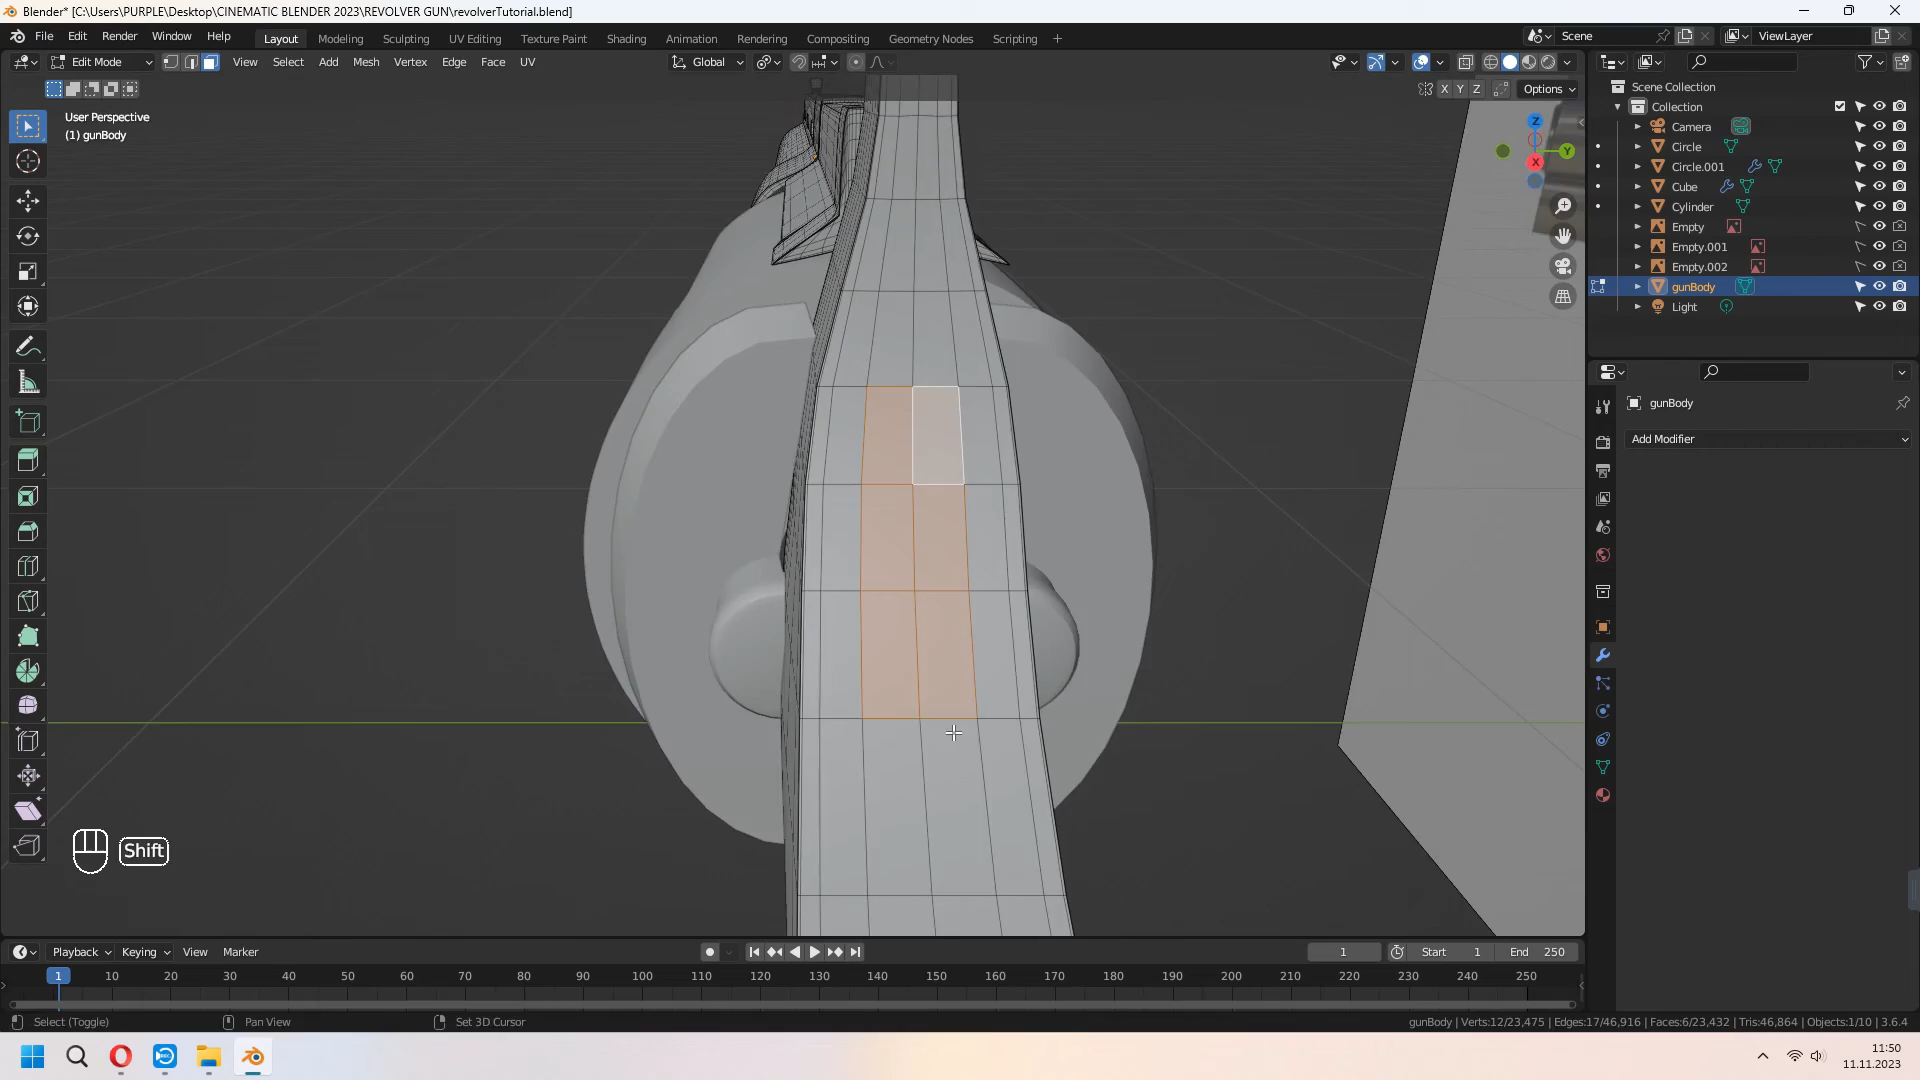 Blender* [C:\Users\PURPLE\Desktop\CINEMATIC BLENDER 2023\REVOLVER GUN\revolverTutorial.blend]
File Edit Render Window Help Layout Modeling Sculpting UV Editing Texture Paint Shading Animation Rendering Compositing Geometry Nodes Scripting + Scene ViewLayer
Edit Mode View Select Add Mesh Vertex Edge Face UV Global
X Y Z Options
User Perspective
(1) gunBody
Z
Y
X
Scene Collection
Collection
Camera
Circle
Circle.001
Cube
Cylinder
Empty
Empty.001
Empty.002
gunBody
Light
gunBody
Add Modifier
Shift
Playback Keying View Marker 1 Start 1 End 250
1 10 20 30 40 50 60 70 80 90 100 110 120 130 140 150 160 170 180 190 200 210 220 230 240 250
Select (Toggle) Pan View Set 3D Cursor gunBody | Verts:12/23,475 | Edges:17/46,916 | Faces:6/23,432 | Tris:46,864 | Objects:1/10 | 3.6.4
REC
11:50
11.11.2023